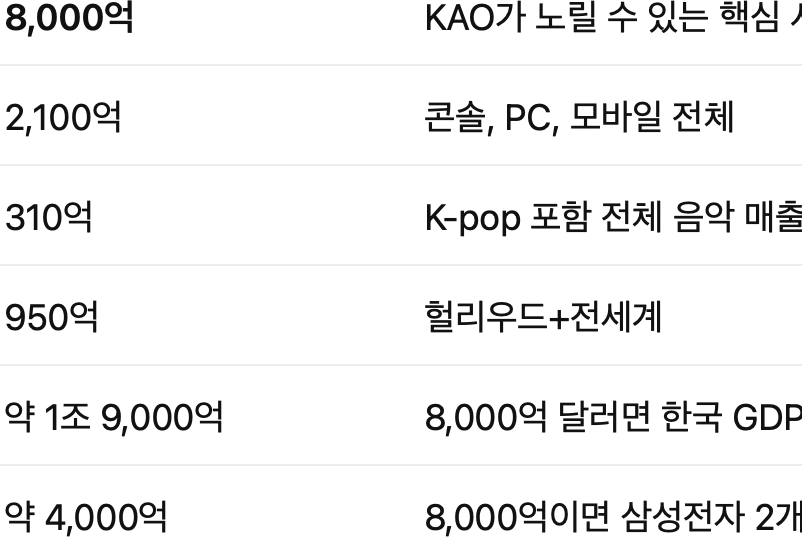 8,000억 KAO가 노릴 수 있는 핵심
2,100억 콘솔, PC, 모바일 전체
310억 K-pop 포함 전체 음악 매출
950억 헐리우드+전세계
약 1조 9,000억 8,000억 달러면 한국 GDP
약 4,000억 8,000억이면 삼성전자 2개